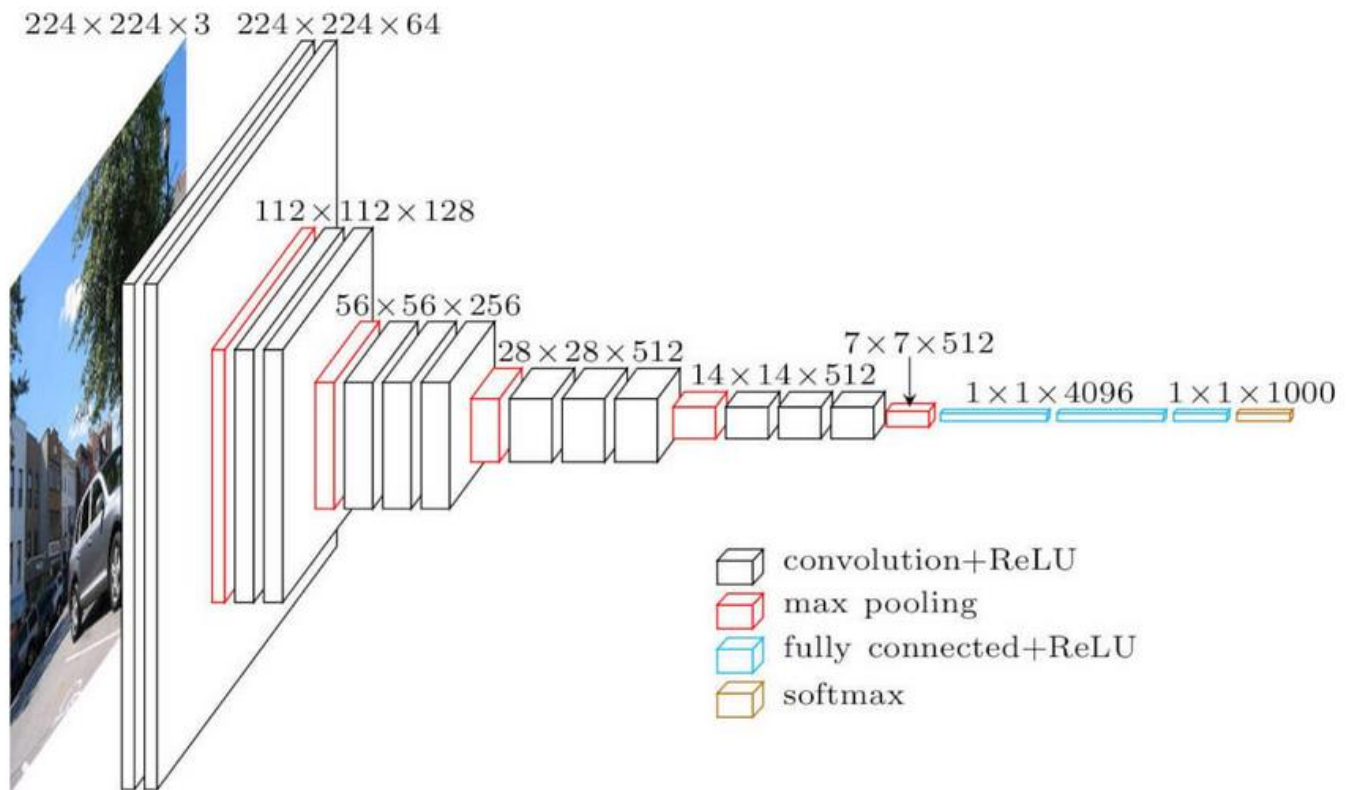 224 × 224 × 3
224 × 224 × 64
112 × 112 × 128
56 × 56 × 256
28 × 28 × 512
14 × 14 × 512
7 × 7 × 512
1 × 1 × 4096
1 × 1 × 1000
convolution+ReLU
max pooling
fully connected+ReLU
softmax